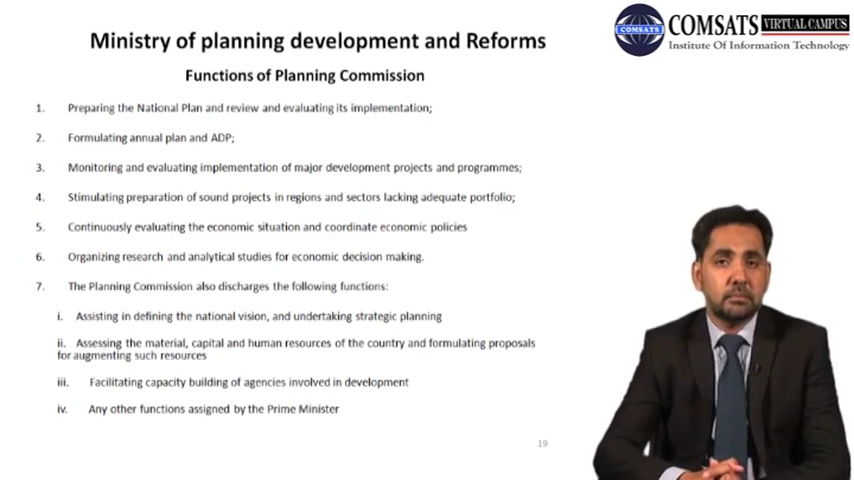 Ministry of planning development and Reforms
COMSATS VIRTUAL CAMPUS
COMSATS
Institute Of Information Technology
Functions of Planning Commission
1. Preparing the National Plan and review and evaluating its implementation;
2. Formulating annual plan and ADP;
3. Monitoring and evaluating implementation of major development projects and programmes;
4. Stimulating preparation of sound projects in regions and sectors lacking adequate portfolio;
5. Continuously evaluating the economic situation and coordinate economic policies
6. Organizing research and analytical studies for economic decision making.
7. The Planning Commission also discharges the following functions:
i. Assisting in defining the national vision, and undertaking strategic planning
ii. Assessing the material, capital and human resources of the country and formulating proposals
for augmenting such resources
iii. Facilitating capacity building of agencies involved in development
iv. Any other functions assigned by the Prime Minister
19